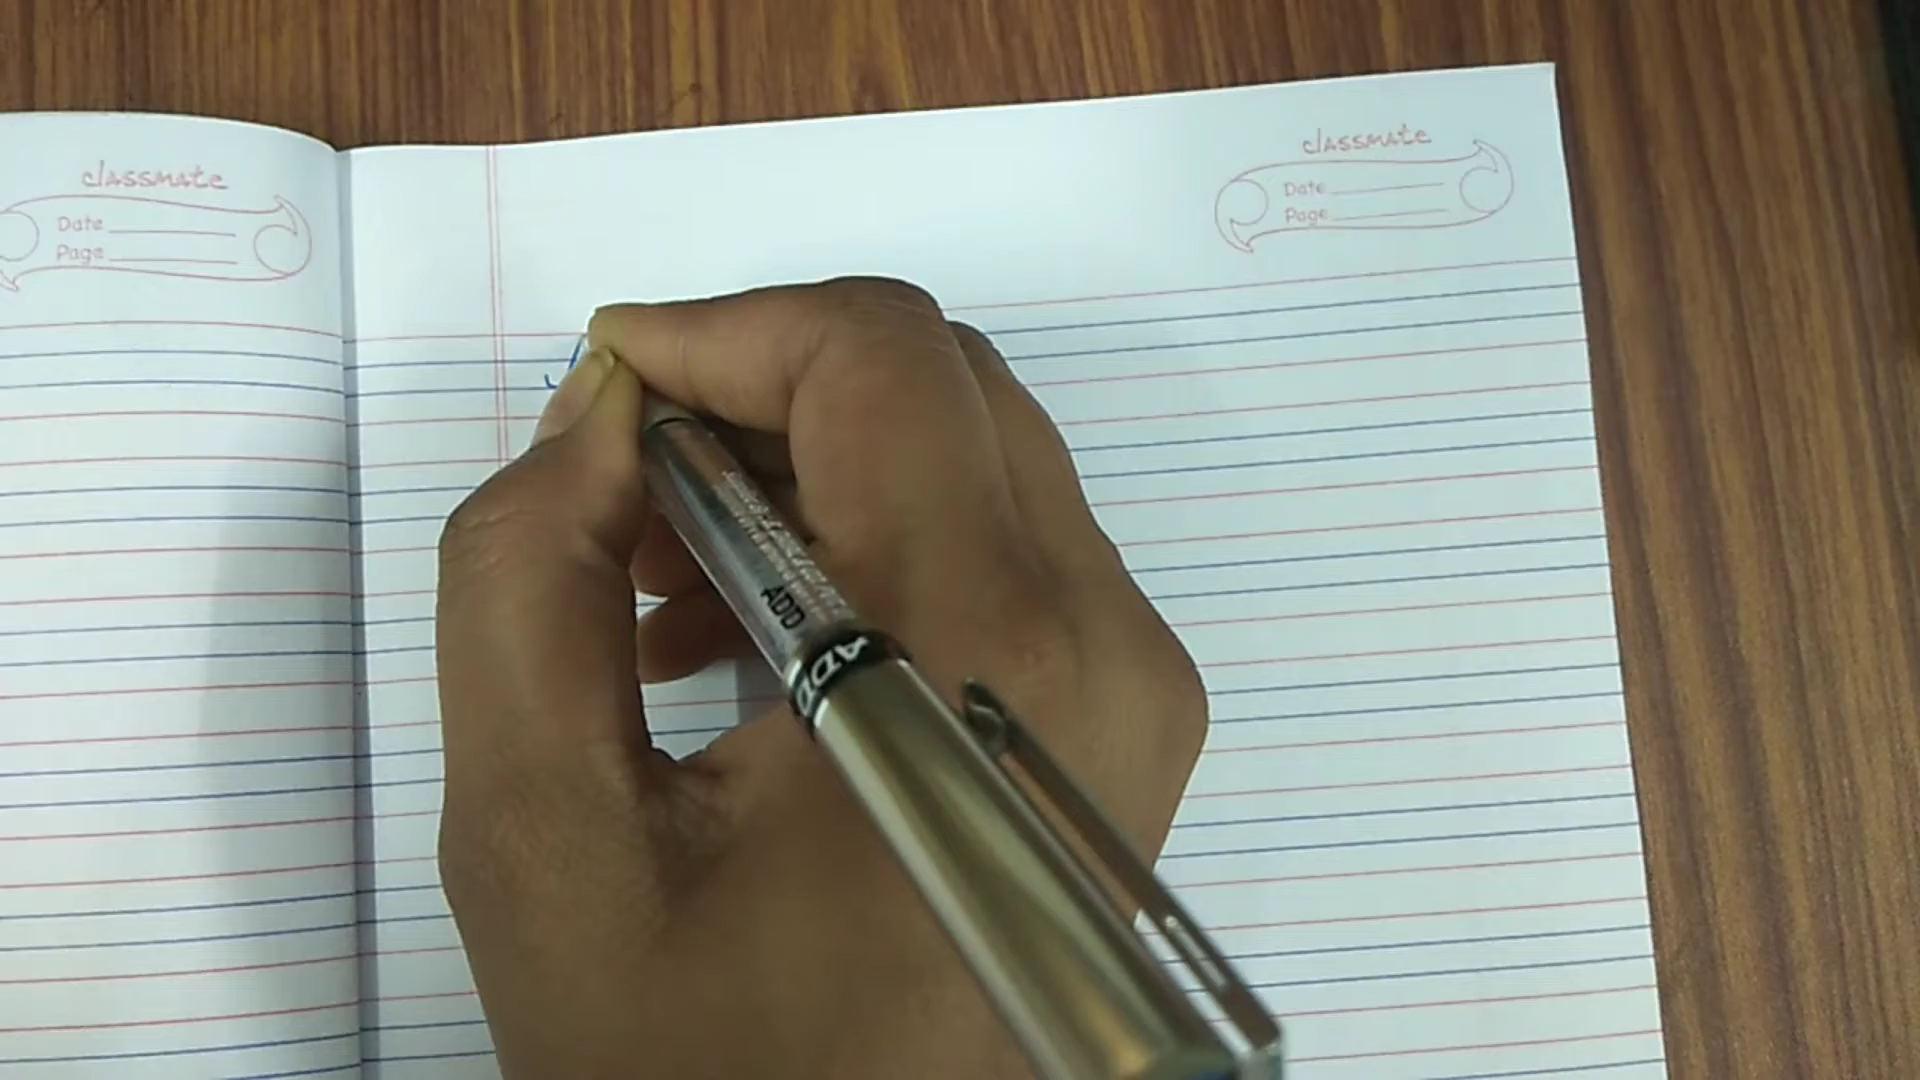 classmate
Date
Page
classmate
Date
Page
ADD
ADD